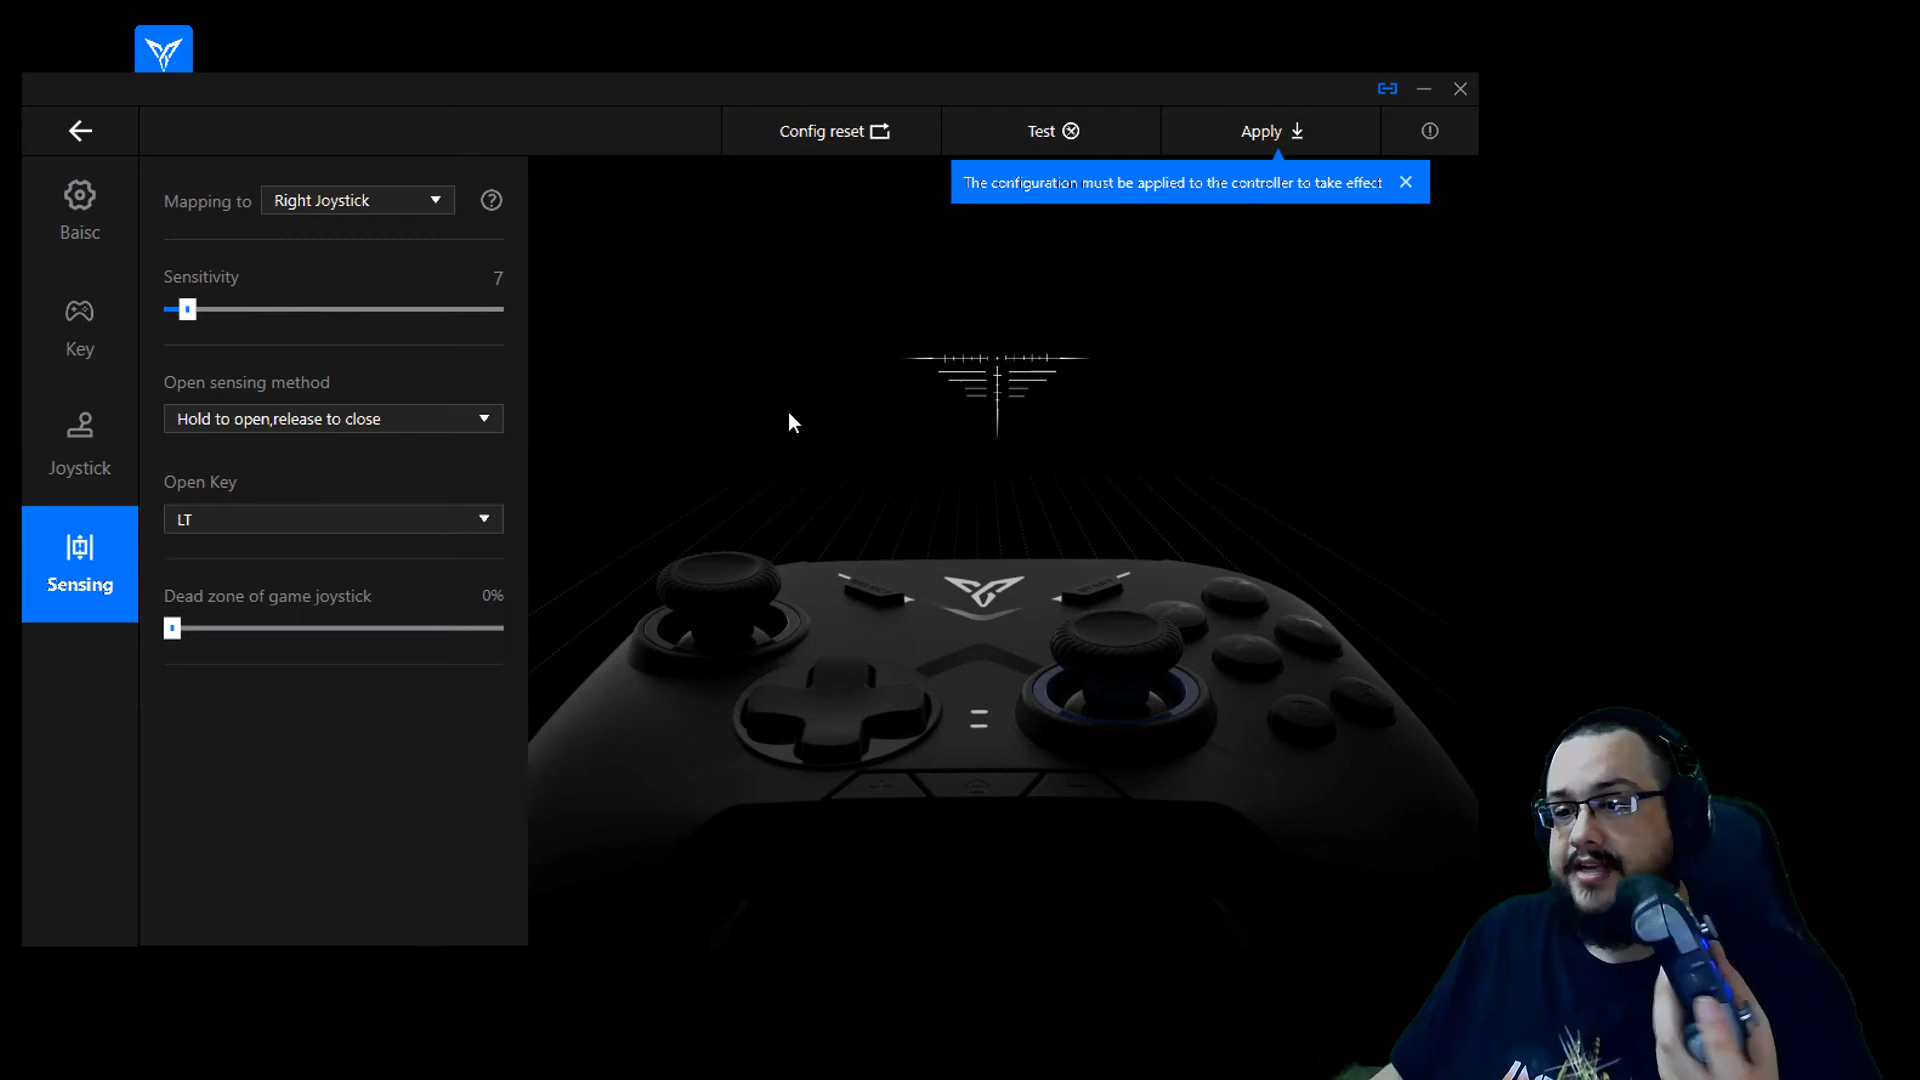 Config reset
Test
Apply
The configuration must be applied to the controller to take effect
Baisc
Key
Joystick
Sensing
Mapping to Right Joystick
Sensitivity 7
Open sensing method
Hold to open,release to close
Open Key
LT
Dead zone of game joystick 0%